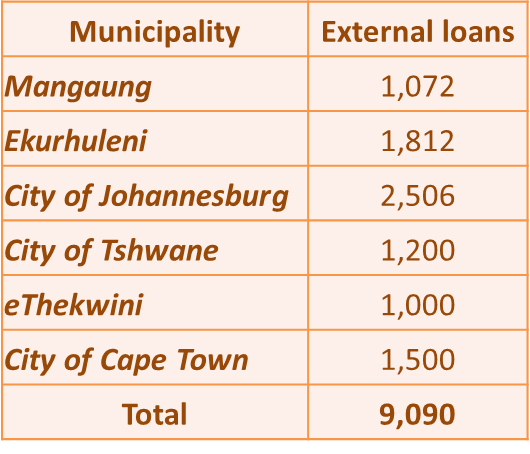 Municipality External loans
Mangaung 1,072
Ekurhuleni 1,812
City of Johannesburg 2,506
City of Tshwane 1,200
eThekwini 1,000
City of Cape Town 1,500
Total 9,090